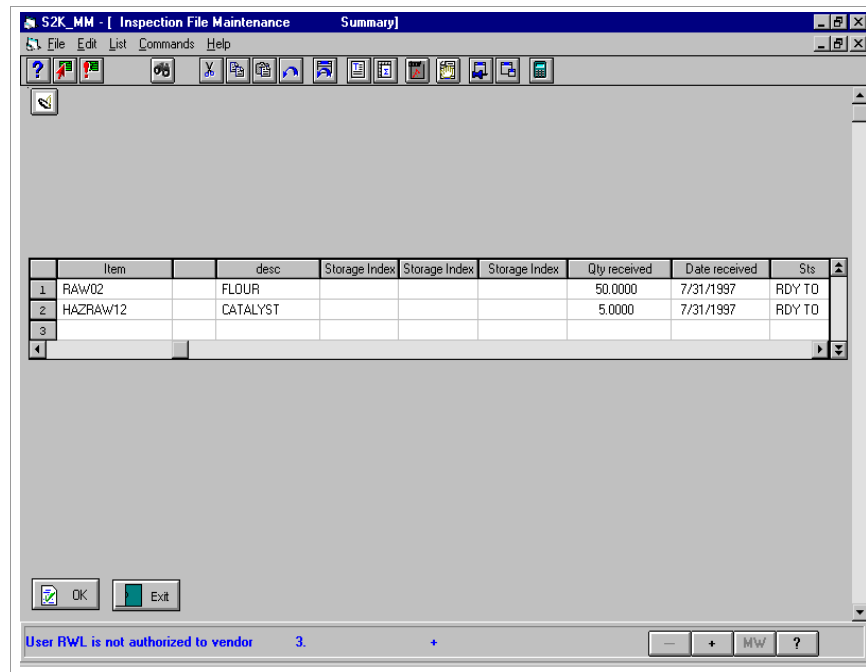 S2K_MM - [ Inspection File Maintenance Summary]
File Edit List Commands Help
Item desc Storage Index Storage Index Storage Index Qty received Date received Sts
1 RAW02 FLOUR 50.0000 7/31/1997 RDY TO
2 HAZRAW12 CATALYST 5.0000 7/31/1997 RDY TO
3
OK Exit
User RWL is not authorized to vendor 3. + — + MW ?